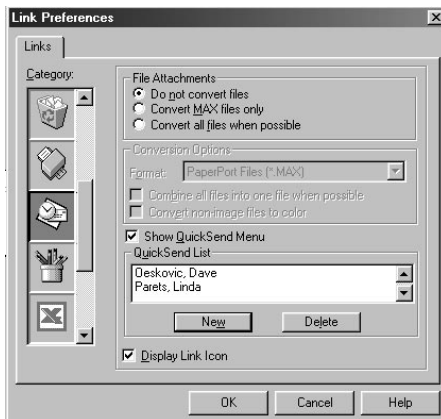 Link Preferences
Links
Category:
File Attachments
Do not convert files
Convert MAX files only
Convert all files when possible
Conversion Options
Format: PaperPort Files (*.MAX)
Combine all files into one file when possible
Convert non-image files to color
Show QuickSend Menu
QuickSend List
Oeskovic, Dave
Parets, Linda
New Delete
Display Link Icon
OK Cancel Help